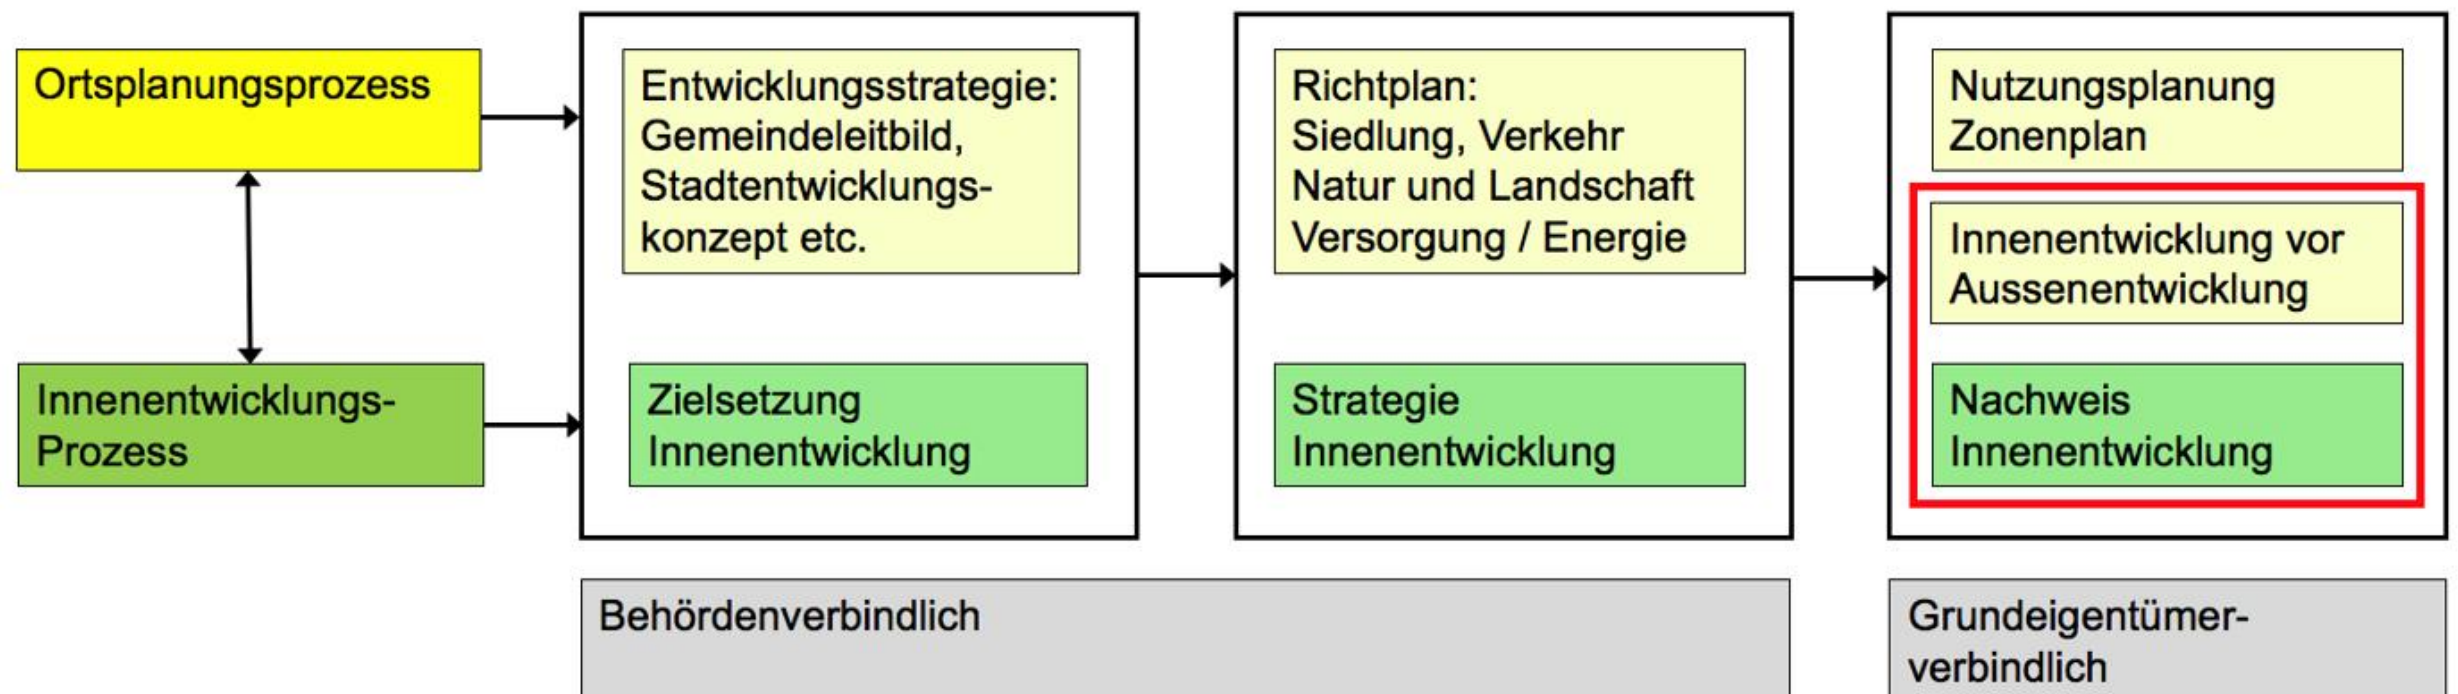 Ortsplanungsprozess
Innenentwicklungs-
Prozess
Entwicklungsstrategie:
Gemeindeleitbild,
Stadtentwicklungs-
konzept etc.
Zielsetzung
Innenentwicklung
Richtplan:
Siedlung, Verkehr
Natur und Landschaft
Versorgung / Energie
Strategie
Innenentwicklung
Nutzungsplanung
Zonenplan
Innenentwicklung vor
Aussenentwicklung
Nachweis
Innenentwicklung
Behördenverbindlich
Grundeigentümer-
verbindlich